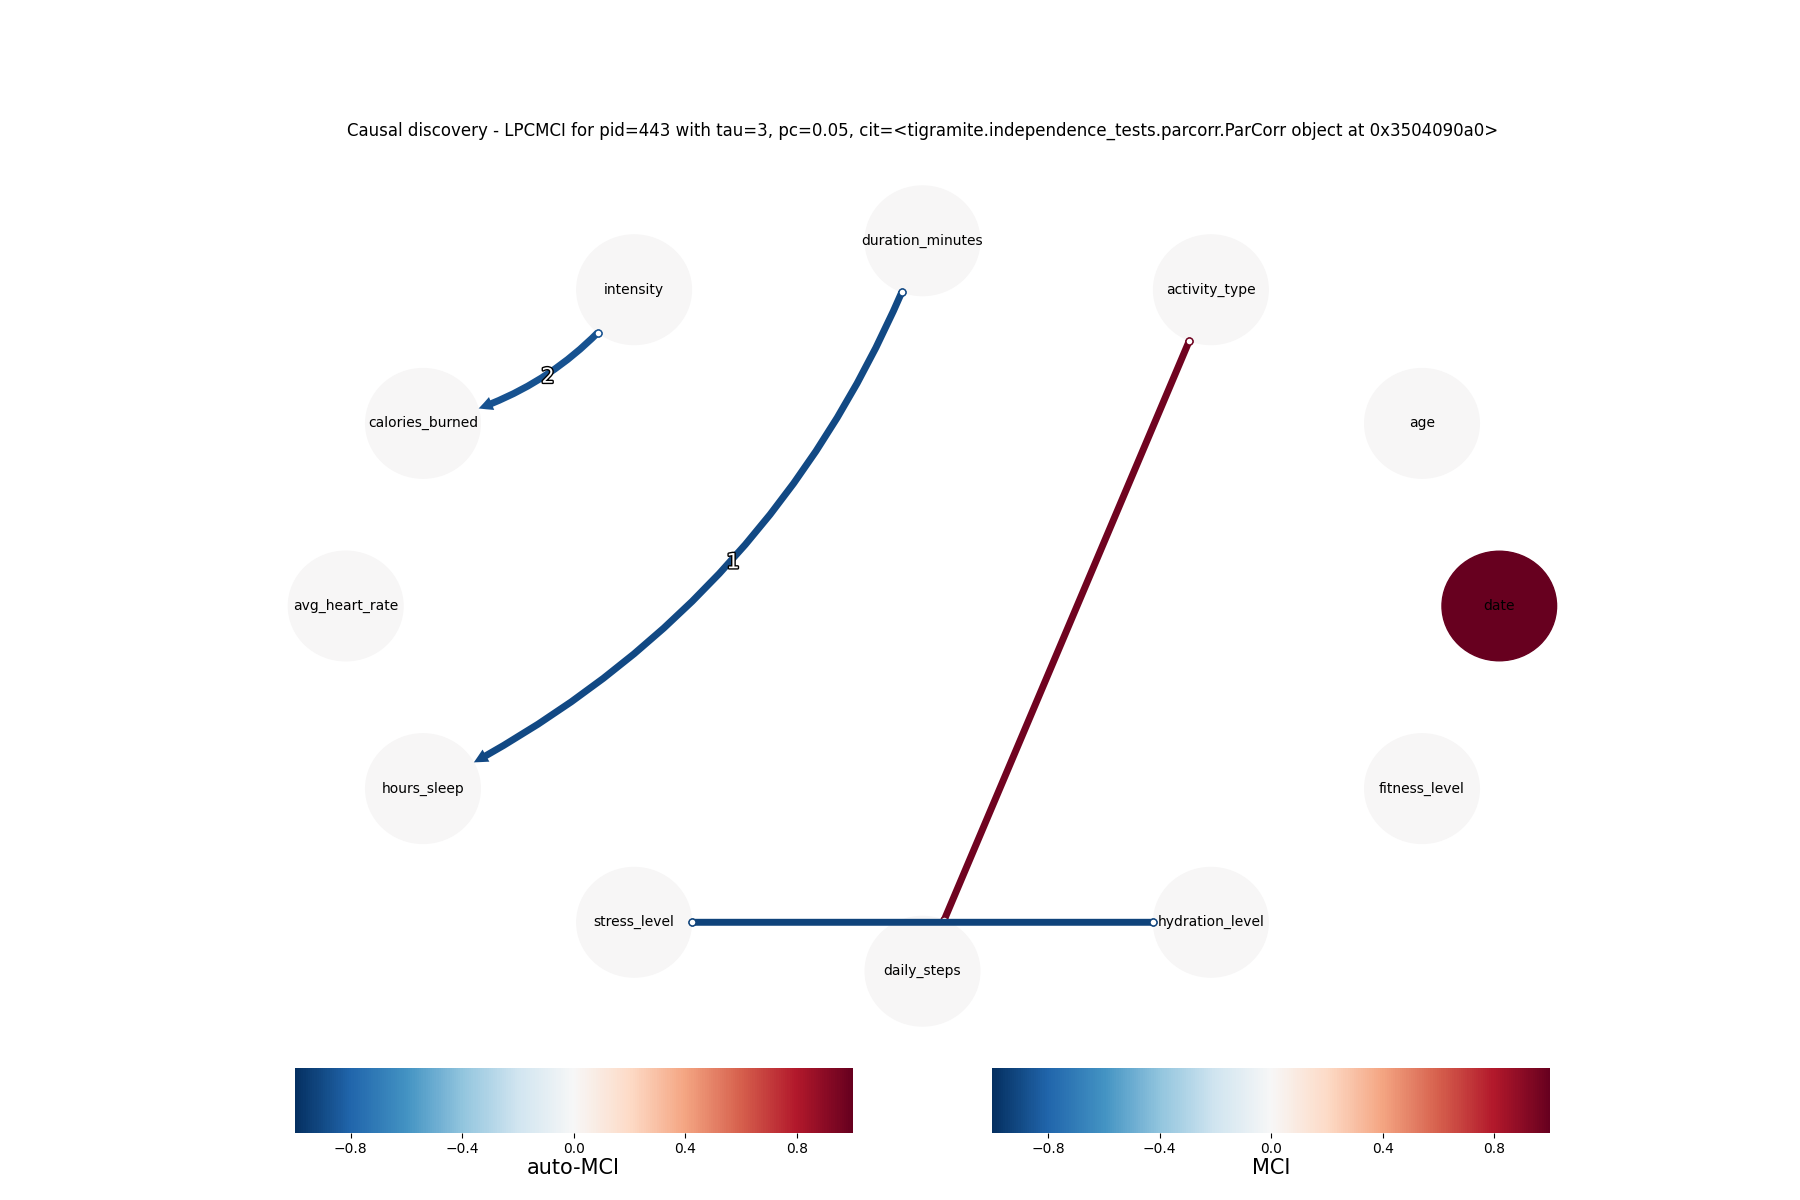 Causal discovery - LPCMCI for pid=443 with tau=3, pc=0.05, cit=<tigramite.independence_tests.parcorr.ParCorr object at 0x3504090a0>
duration_minutes
intensity
activity_type
2
calories_burned
age
1
avg_heart_rate
date
hours_sleep
fitness_level
stress_level
hydration_level
daily_steps
−0.8 −0.4 0.0 0.4 0.8
auto-MCI
−0.8 −0.4 0.0 0.4 0.8
MCI